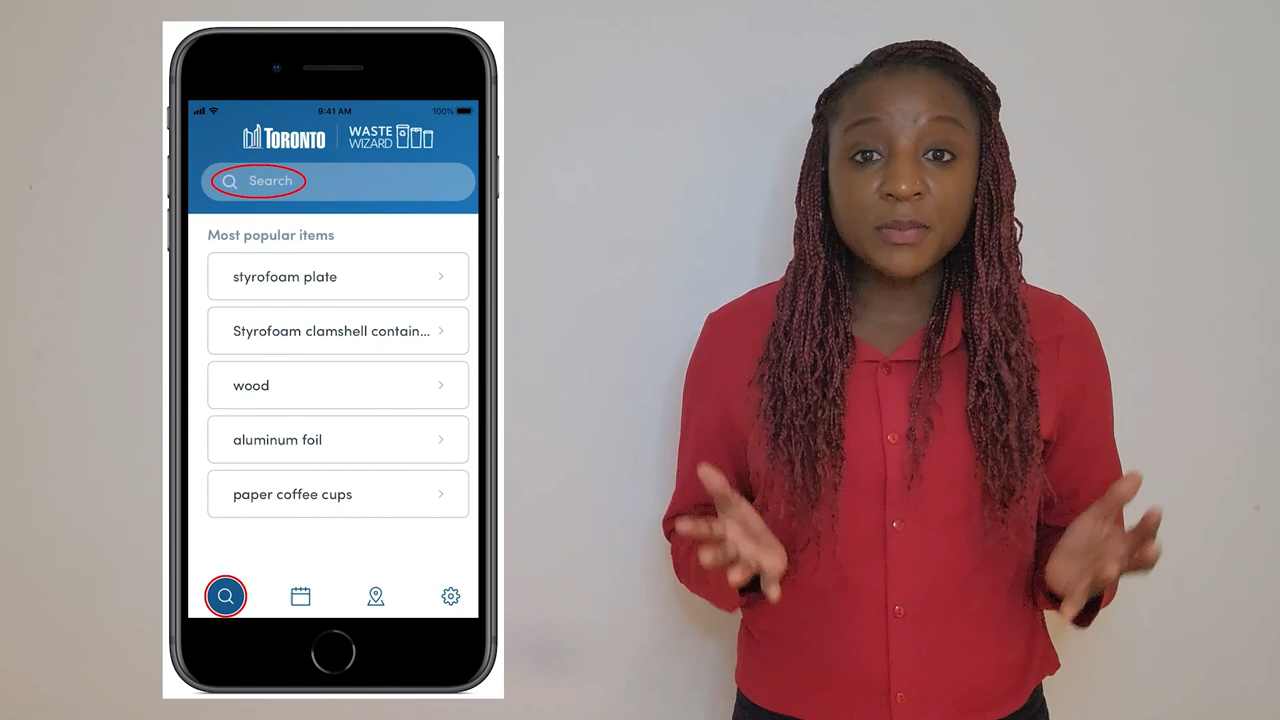 9:41 AM
100%
TORONTO
WASTE
WIZARD
Search
Most popular items
styrofoam plate
Styrofoam clamshell contain...
wood
aluminum foil
paper coffee cups